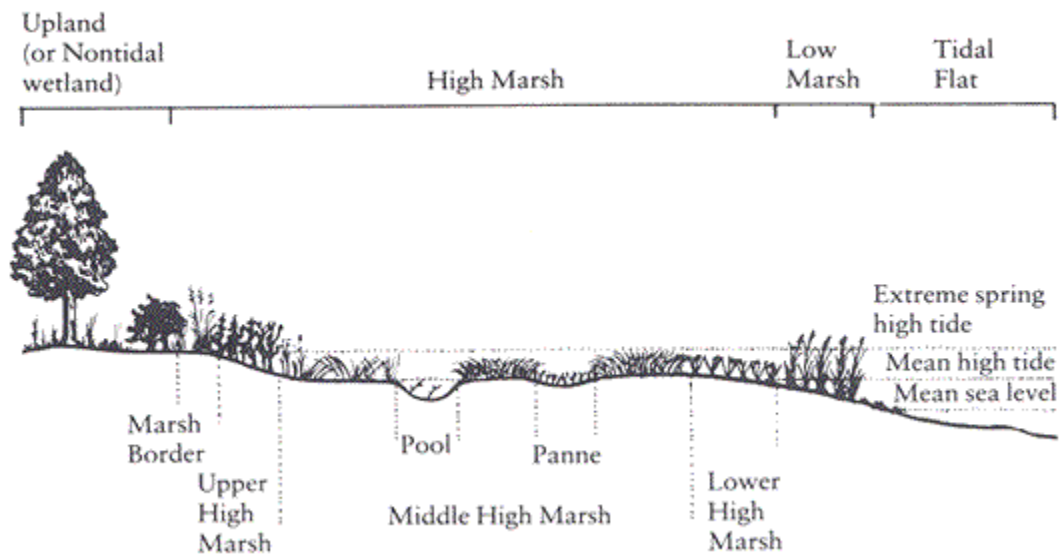 Upland
(or Nontidal
wetland)
High Marsh
Low
Marsh
Tidal
Flat
Extreme spring
high tide
Mean high tide
Mean sea level
Marsh
Border
Upper
High
Marsh
Pool
Panne
Middle High Marsh
Lower
High
Marsh